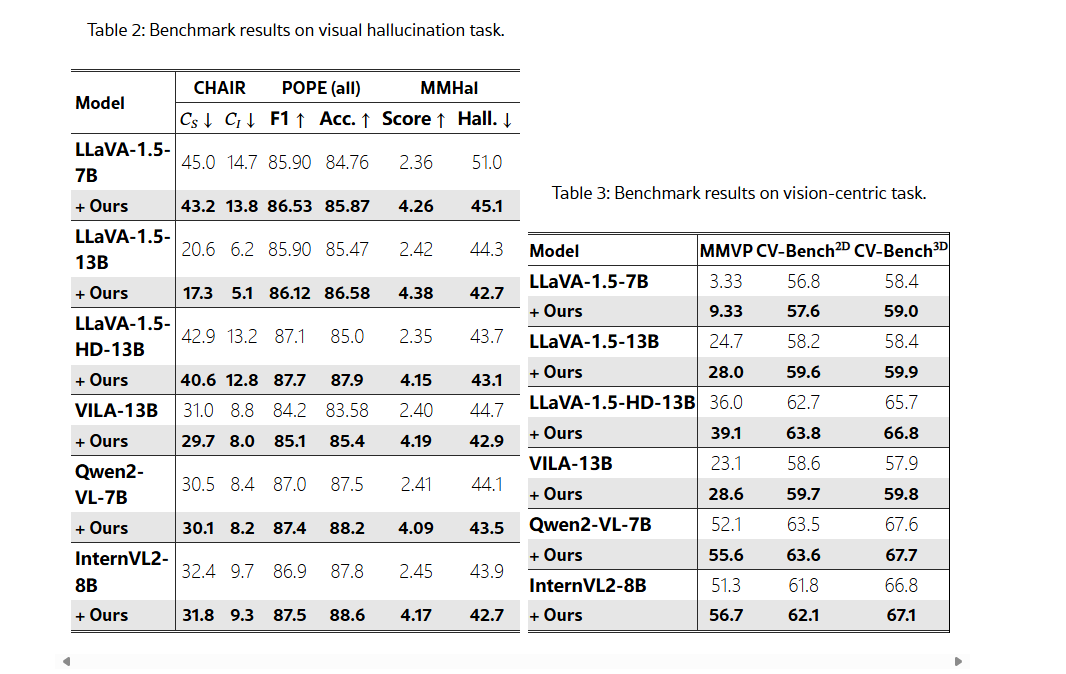 Table 2: Benchmark results on visual hallucination task.
Model CHAIR POPE (all) MMHal
C_S ↓ C_I ↓ F1 ↑ Acc. ↑ Score ↑ Hall. ↓
LLaVA-1.5-
7B 45.0 14.7 85.90 84.76 2.36 51.0
+ Ours 43.2 13.8 86.53 85.87 4.26 45.1
LLaVA-1.5-
13B 20.6 6.2 85.90 85.47 2.42 44.3
+ Ours 17.3 5.1 86.12 86.58 4.38 42.7
LLaVA-1.5-
HD-13B 42.9 13.2 87.1 85.0 2.35 43.7
+ Ours 40.6 12.8 87.7 87.9 4.15 43.1
VILA-13B 31.0 8.8 84.2 83.58 2.40 44.7
+ Ours 29.7 8.0 85.1 85.4 4.19 42.9
Qwen2-
VL-7B 30.5 8.4 87.0 87.5 2.41 44.1
+ Ours 30.1 8.2 87.4 88.2 4.09 43.5
InternVL2-
8B 32.4 9.7 86.9 87.8 2.45 43.9
+ Ours 31.8 9.3 87.5 88.6 4.17 42.7
Table 3: Benchmark results on vision-centric task.
Model MMVP CV-Bench²ᴰ CV-Bench³ᴰ
LLaVA-1.5-7B 3.33 56.8 58.4
+ Ours 9.33 57.6 59.0
LLaVA-1.5-13B 24.7 58.2 58.4
+ Ours 28.0 59.6 59.9
LLaVA-1.5-HD-13B 36.0 62.7 65.7
+ Ours 39.1 63.8 66.8
VILA-13B 23.1 58.6 57.9
+ Ours 28.6 59.7 59.8
Qwen2-VL-7B 52.1 63.5 67.6
+ Ours 55.6 63.6 67.7
InternVL2-8B 51.3 61.8 66.8
+ Ours 56.7 62.1 67.1